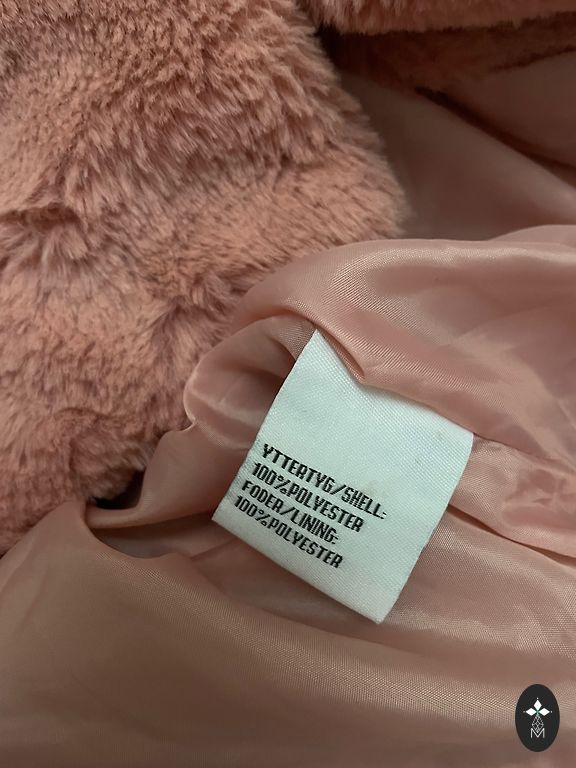 YTTERTYG/SHELL:
100%POLYESTER
FODER/LINING:
100%POLYESTER
M